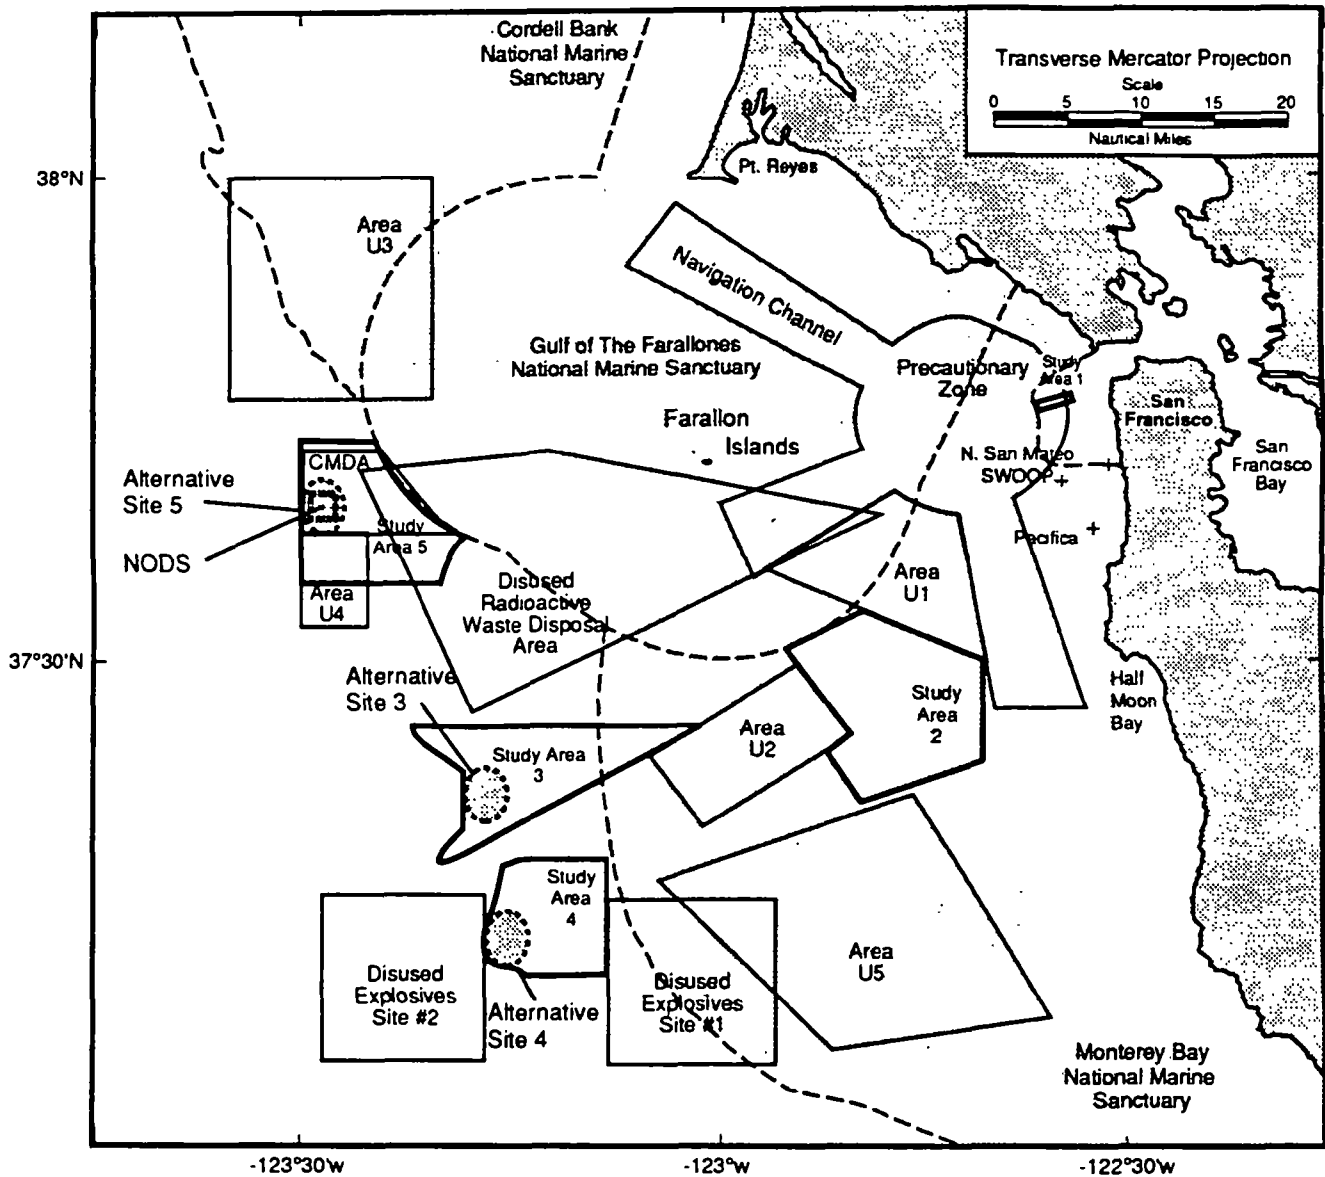 Cordell Bank
National Marine
Sanctuary
Transverse Mercator Projection
Scale
0 5 10 15 20
Nautical Miles
38°N
Pt. Reyes
Area
U3
Navigation Channel
Gulf of The Farallones
National Marine Sanctuary
Precautionary
Zone
Study
Area 1
San
Francisco
Farallon
Islands
N. San Mateo
SWOOP
San
Francisco
Bay
CMDA
Alternative
Site 5
Study
Area 5
Pacifica
NODS
Area
U4
Disused
Radioactive
Waste Disposal
Area
Area
U1
37°30'N
Alternative
Site 3
Half
Moon
Bay
Study
Area
2
Area
U2
Study Area
3
Study
Area
4
Area
U5
Disused
Explosives
Site #2
Disused
Explosives
Site #1
Alternative
Site 4
Monterey Bay
National Marine
Sanctuary
-123°30'W
-123°W
-122°30'W